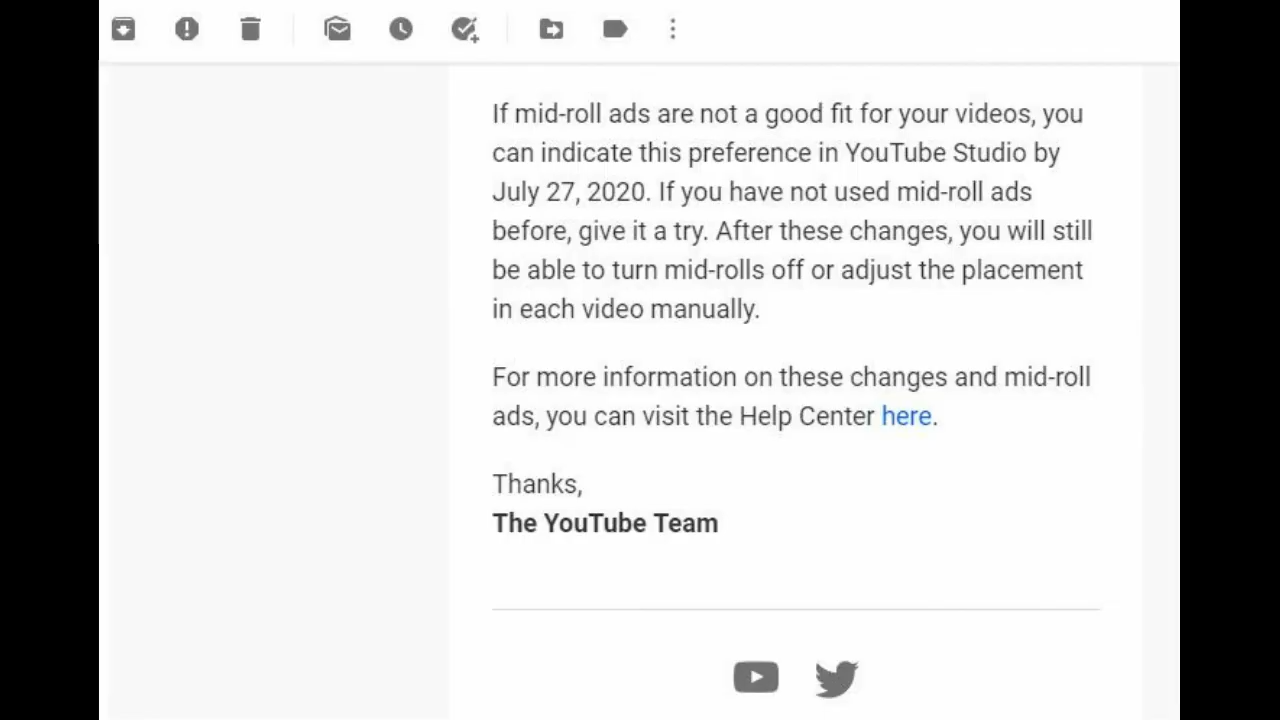 If mid-roll ads are not a good fit for your videos, you
can indicate this preference in YouTube Studio by
July 27, 2020. If you have not used mid-roll ads
before, give it a try. After these changes, you will still
be able to turn mid-rolls off or adjust the placement
in each video manually.
For more information on these changes and mid-roll
ads, you can visit the Help Center here.
Thanks,
The YouTube Team